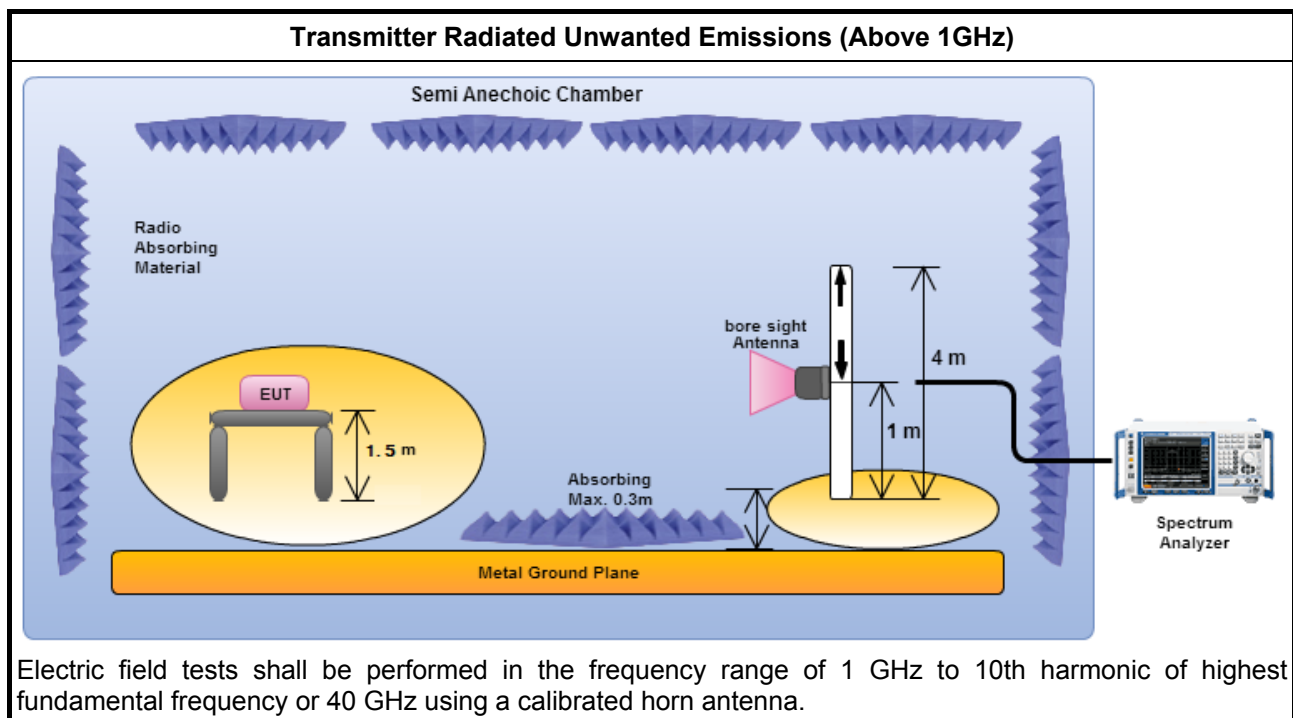 Transmitter Radiated Unwanted Emissions (Above 1GHz)
Semi Anechoic Chamber
Radio
Absorbing
Material
bore sight
Antenna
4 m
EUT
1.5 m
1 m
Absorbing
Max. 0.3m
Spectrum
Analyzer
Metal Ground Plane
Electric field tests shall be performed in the frequency range of 1 GHz to 10th harmonic of highest
fundamental frequency or 40 GHz using a calibrated horn antenna.